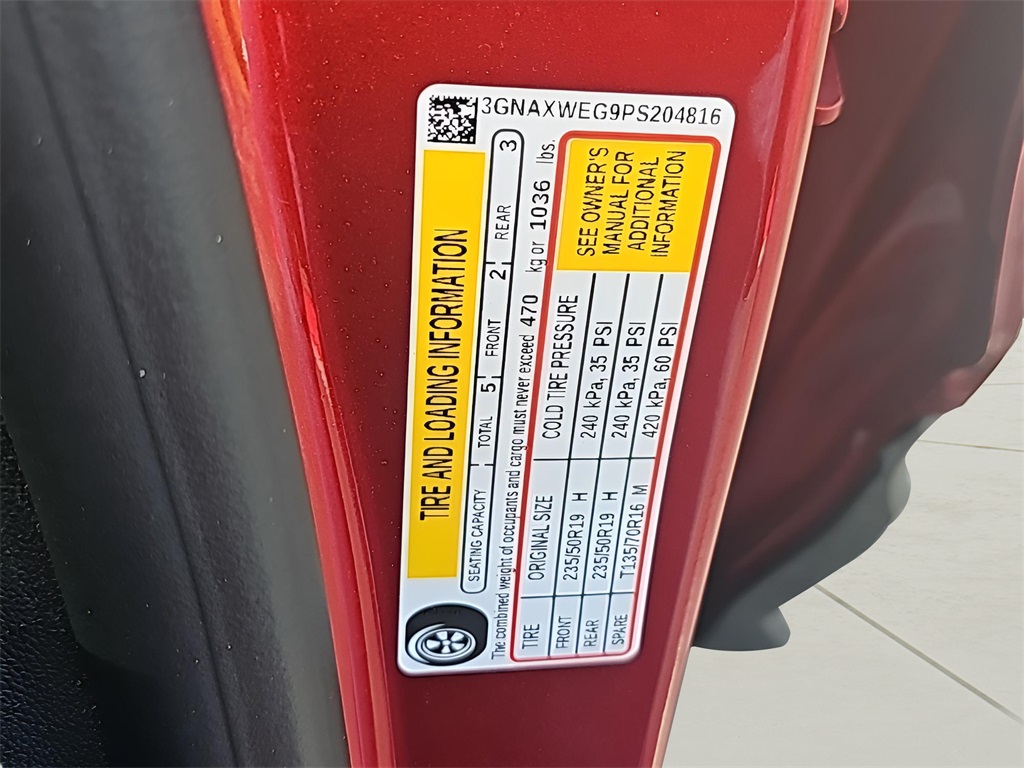 3GNAXWEG9PS204816
TIRE AND LOADING INFORMATION
SEATING CAPACITY TOTAL 5 FRONT 2 REAR 3
The combined weight of occupants and cargo must never exceed 470 kg or 1036 lbs.
TIRE ORIGINAL SIZE COLD TIRE PRESSURE
FRONT 235/50R19 H 240 kPa, 35 PSI
REAR 235/50R19 H 240 kPa, 35 PSI
SPARE T135/70R16 M 420 kPa, 60 PSI
SEE OWNER'S
MANUAL FOR
ADDITIONAL
INFORMATION